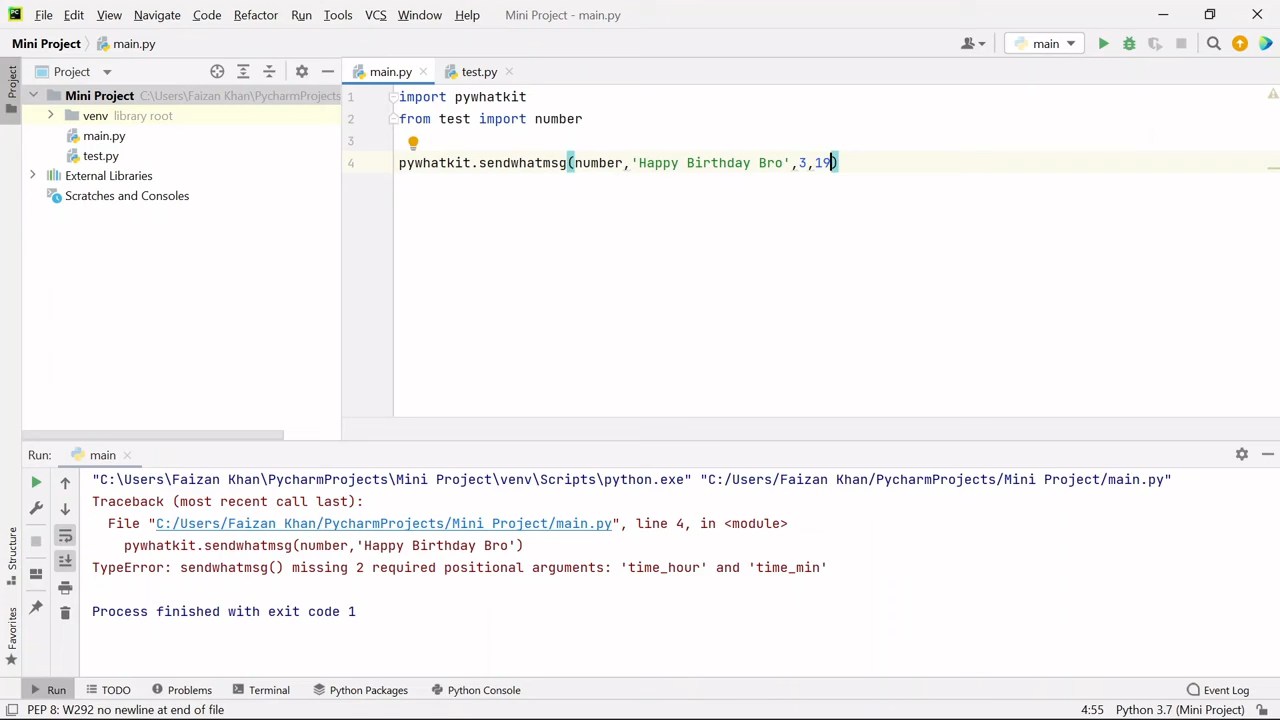 PC File Edit View Navigate Code Refactor Run Tools VCS Window Help Mini Project - main.py
Mini Project main.py main
Project Project main.py test.py
Mini Project C:\Users\Faizan Khan\PycharmProjects
venv library root
main.py
test.py
External Libraries
Scratches and Consoles
1 import pywhatkit
2 from test import number
3
4 pywhatkit.sendwhatmsg(number,'Happy Birthday Bro',3,19)
Run: main
"C:\Users\Faizan Khan\PycharmProjects\Mini Project\venv\Scripts\python.exe" "C:/Users/Faizan Khan/PycharmProjects/Mini Project/main.py"
Traceback (most recent call last):
File "C:/Users/Faizan Khan/PycharmProjects/Mini Project/main.py", line 4, in <module>
pywhatkit.sendwhatmsg(number,'Happy Birthday Bro')
TypeError: sendwhatmsg() missing 2 required positional arguments: 'time_hour' and 'time_min'
Process finished with exit code 1
Structure
Favorites
Run TODO Problems Terminal Python Packages Python Console Event Log
PEP 8: W292 no newline at end of file 4:55 Python 3.7 (Mini Project)